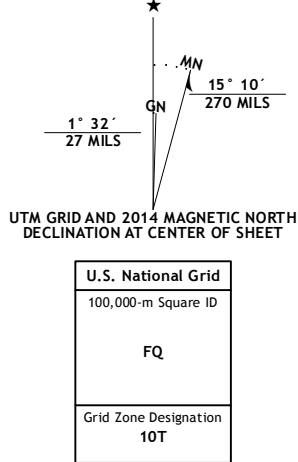 ★
MN
15° 10´
270 MILS
GN
1° 32´
27 MILS
UTM GRID AND 2014 MAGNETIC NORTH
DECLINATION AT CENTER OF SHEET
U.S. National Grid
100,000-m Square ID
FQ
Grid Zone Designation
10T